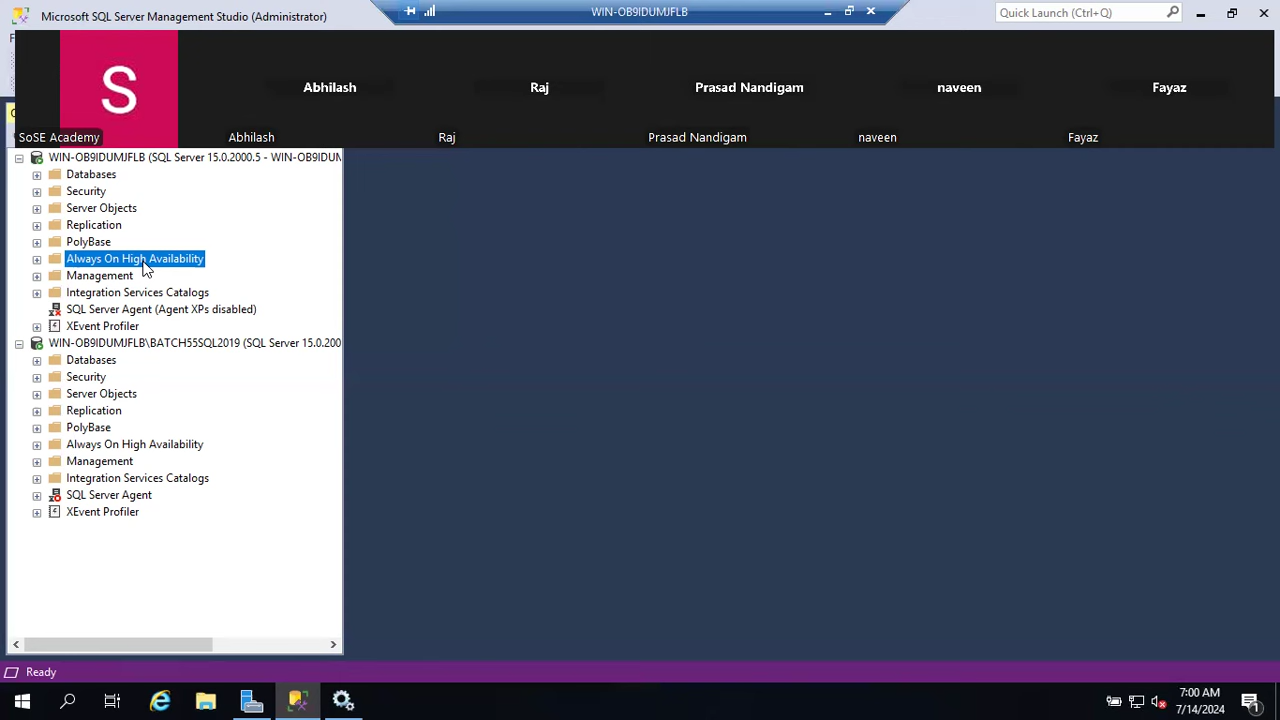 Microsoft SQL Server Management Studio (Administrator)
WIN-OB9IDUMJFLB
Quick Launch (Ctrl+Q)
S
Abhilash
Raj
Prasad Nandigam
naveen
Fayaz
SoSE Academy
Abhilash
Raj
Prasad Nandigam
naveen
Fayaz
WIN-OB9IDUMJFLB (SQL Server 15.0.2000.5 - WIN-OB9IDUM
Databases
Security
Server Objects
Replication
PolyBase
Always On High Availability
Management
Integration Services Catalogs
SQL Server Agent (Agent XPs disabled)
XEvent Profiler
WIN-OB9IDUMJFLB\BATCH55SQL2019 (SQL Server 15.0.200
Databases
Security
Server Objects
Replication
PolyBase
Always On High Availability
Management
Integration Services Catalogs
SQL Server Agent
XEvent Profiler
Ready
7:00 AM
7/14/2024
1